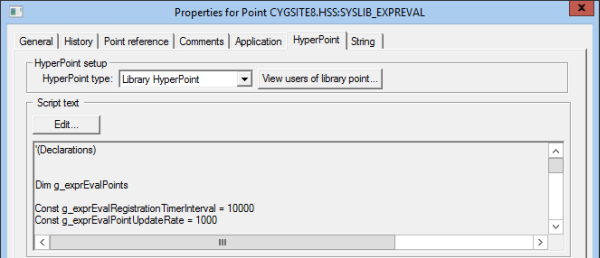 Properties for Point CYGSITE8.HSS:SYSLIB_EXPREVAL
General History Point reference Comments Application HyperPoint String
HyperPoint setup
HyperPoint type: Library HyperPoint View users of library point...
Script text
Edit...
'(Declarations)
Dim g_exprEvalPoints
Const g_exprEvalRegistrationTimerInterval = 10000
Const g_exprEvalPointUpdateRate = 1000